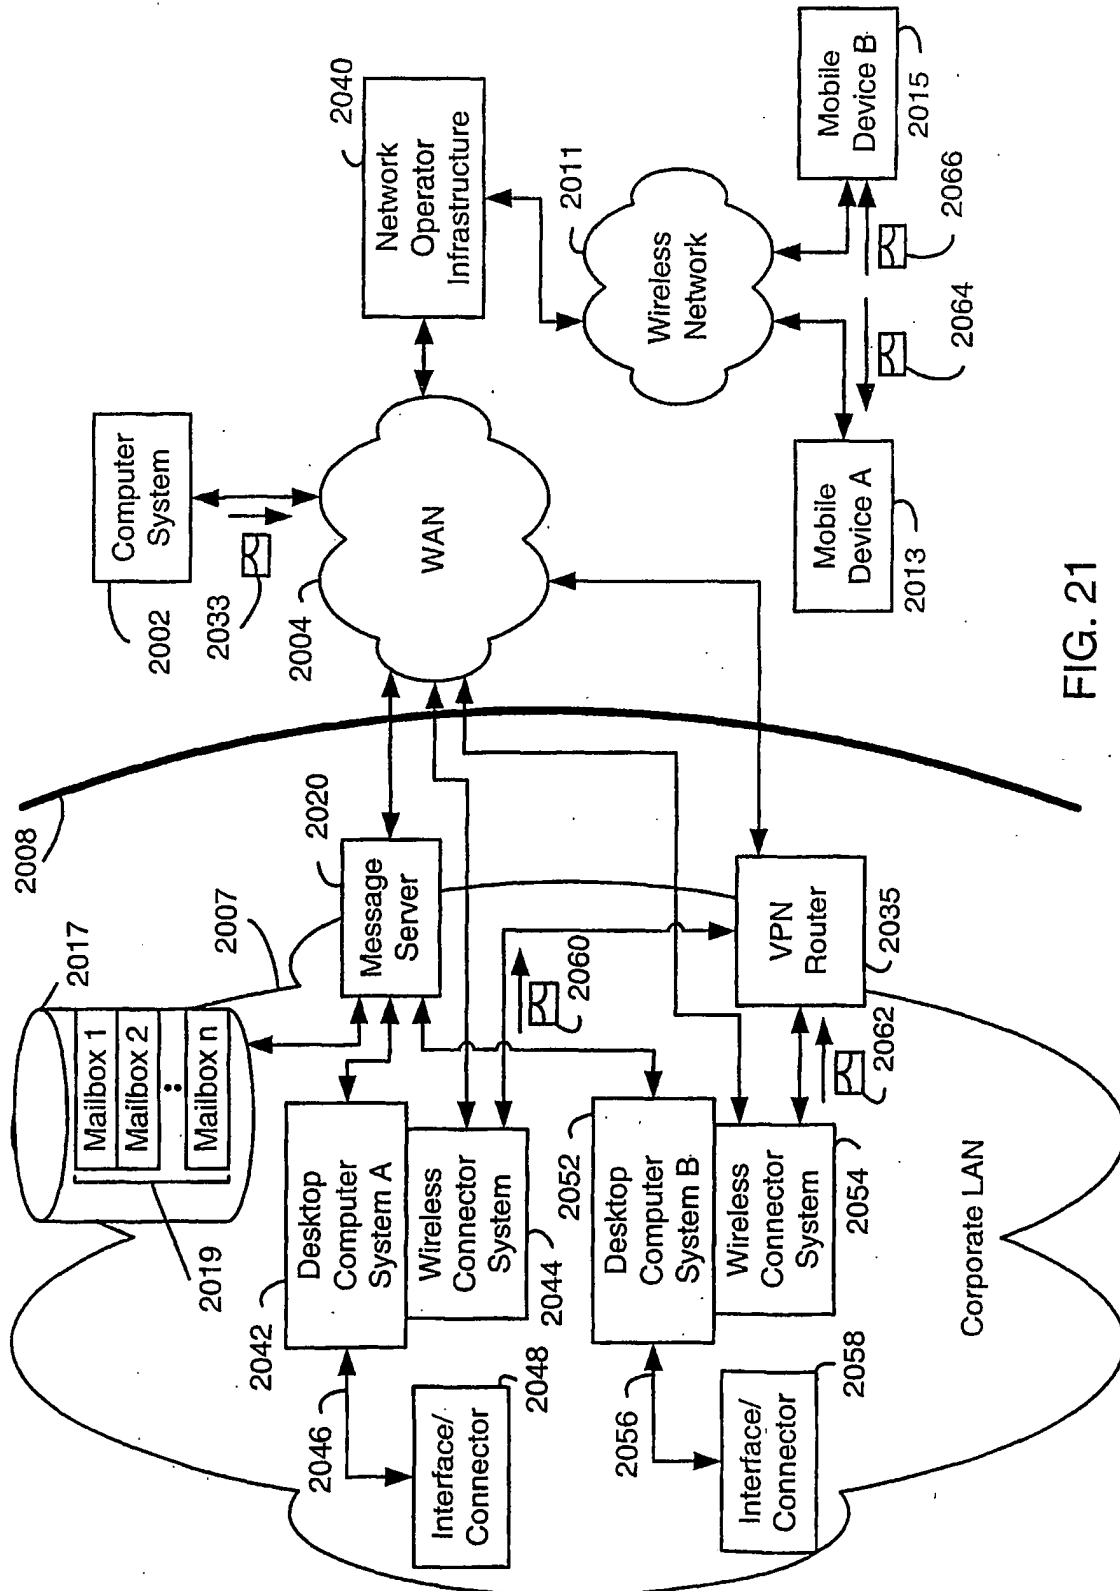 2002
Computer
System
2033
2004
WAN
2040
Network
Operator
Infrastructure
2011
Wireless
Network
Mobile
Device B
2015
2066
2064
Mobile
Device A
2013
2008
2007
2017
Mailbox 1
Mailbox 2
Mailbox n
2019
2020
Message
Server
2042
Desktop
Computer
System A
Wireless
Connector
System
2044
2046
Interface/
Connector
2048
2060
2052
Desktop
Computer
System B
Wireless
Connector
System
2054
2056
Interface/
Connector
2058
2062
VPN
Router
2035
Corporate LAN
FIG. 21